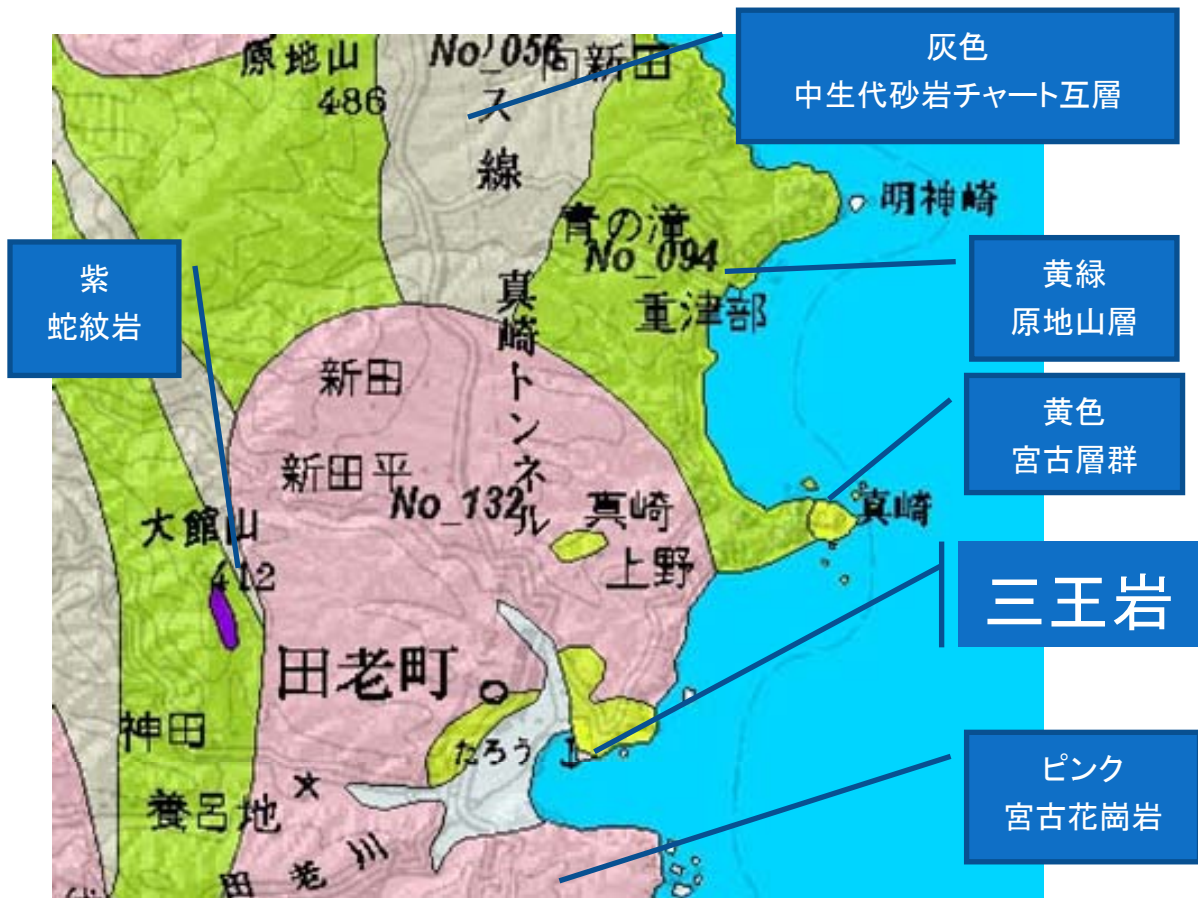 灰色
中生代砂岩チャート互層
原地山
486
No_056
向新田
ス線
明神崎
青の滝
No_094
重津部
紫
蛇紋岩
黄緑
原地山層
真崎トンネル
新田
新田平
No_132
黄色
宮古層群
真崎
真崎
上野
大館山
412
三王岩
田老町
たろう
神田
養呂地
田老川
ピンク
宮古花崗岩